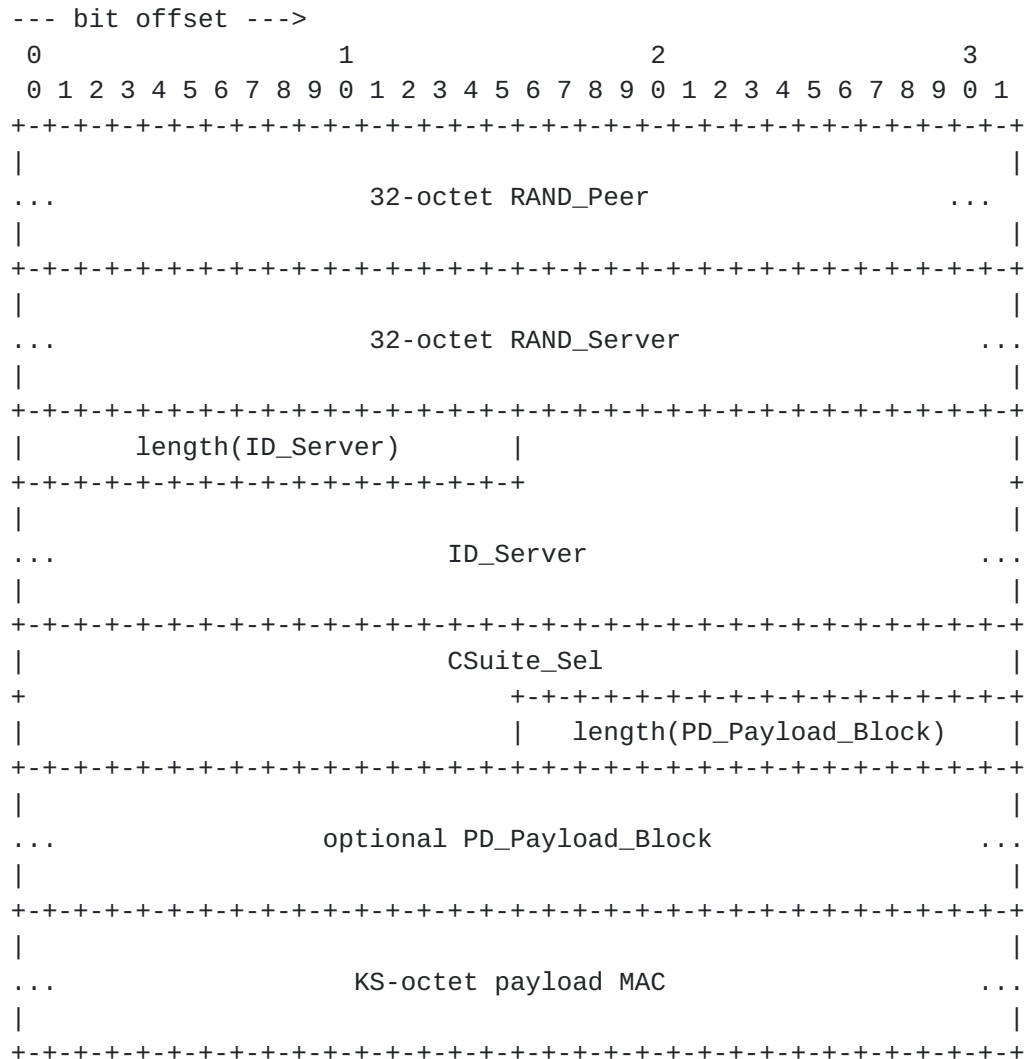 --- bit offset --->
 0                   1                   2                   3
 0 1 2 3 4 5 6 7 8 9 0 1 2 3 4 5 6 7 8 9 0 1 2 3 4 5 6 7 8 9 0 1
+-+-+-+-+-+-+-+-+-+-+-+-+-+-+-+-+-+-+-+-+-+-+-+-+-+-+-+-+-+-+-+-+
|                                                               |
...                    32-octet RAND_Peer                   ...
|                                                               |
+-+-+-+-+-+-+-+-+-+-+-+-+-+-+-+-+-+-+-+-+-+-+-+-+-+-+-+-+-+-+-+-+
|                                                               |
...                    32-octet RAND_Server                   ...
|                                                               |
+-+-+-+-+-+-+-+-+-+-+-+-+-+-+-+-+-+-+-+-+-+-+-+-+-+-+-+-+-+-+-+-+
|       length(ID_Server)       |                               |
+-+-+-+-+-+-+-+-+-+-+-+-+-+-+-+-+                               +
|                                                               |
...                         ID_Server                         ...
|                                                               |
+-+-+-+-+-+-+-+-+-+-+-+-+-+-+-+-+-+-+-+-+-+-+-+-+-+-+-+-+-+-+-+-+
|                           CSuite_Sel                          |
+                               +-+-+-+-+-+-+-+-+-+-+-+-+-+-+-+-+
|                               |   length(PD_Payload_Block)    |
+-+-+-+-+-+-+-+-+-+-+-+-+-+-+-+-+-+-+-+-+-+-+-+-+-+-+-+-+-+-+-+-+
|                                                               |
...                 optional PD_Payload_Block                 ...
|                                                               |
+-+-+-+-+-+-+-+-+-+-+-+-+-+-+-+-+-+-+-+-+-+-+-+-+-+-+-+-+-+-+-+-+
|                                                               |
...                   KS-octet payload MAC                    ...
|                                                               |
+-+-+-+-+-+-+-+-+-+-+-+-+-+-+-+-+-+-+-+-+-+-+-+-+-+-+-+-+-+-+-+-+